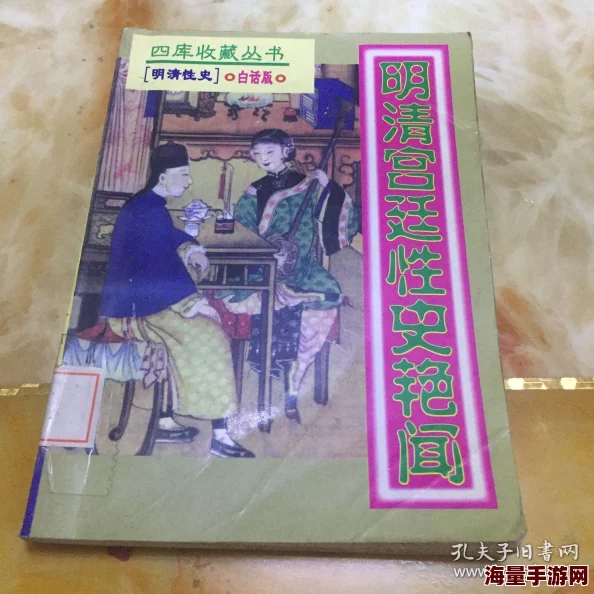 四库收藏丛书
[明清性史] 白话版
明清宫廷性史艳闻
孔夫子旧書网
海量手游网